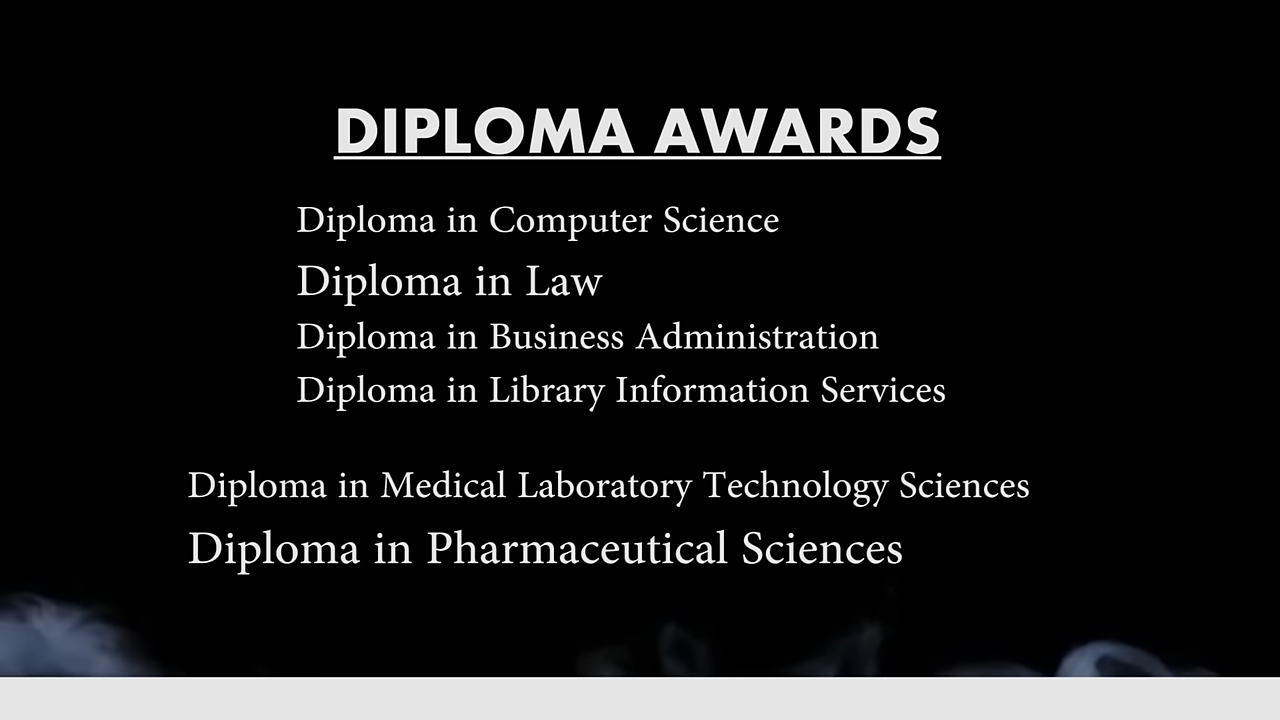 DIPLOMA AWARDS
Diploma in Computer Science
Diploma in Law
Diploma in Business Administration
Diploma in Library Information Services
Diploma in Medical Laboratory Technology Sciences
Diploma in Pharmaceutical Sciences